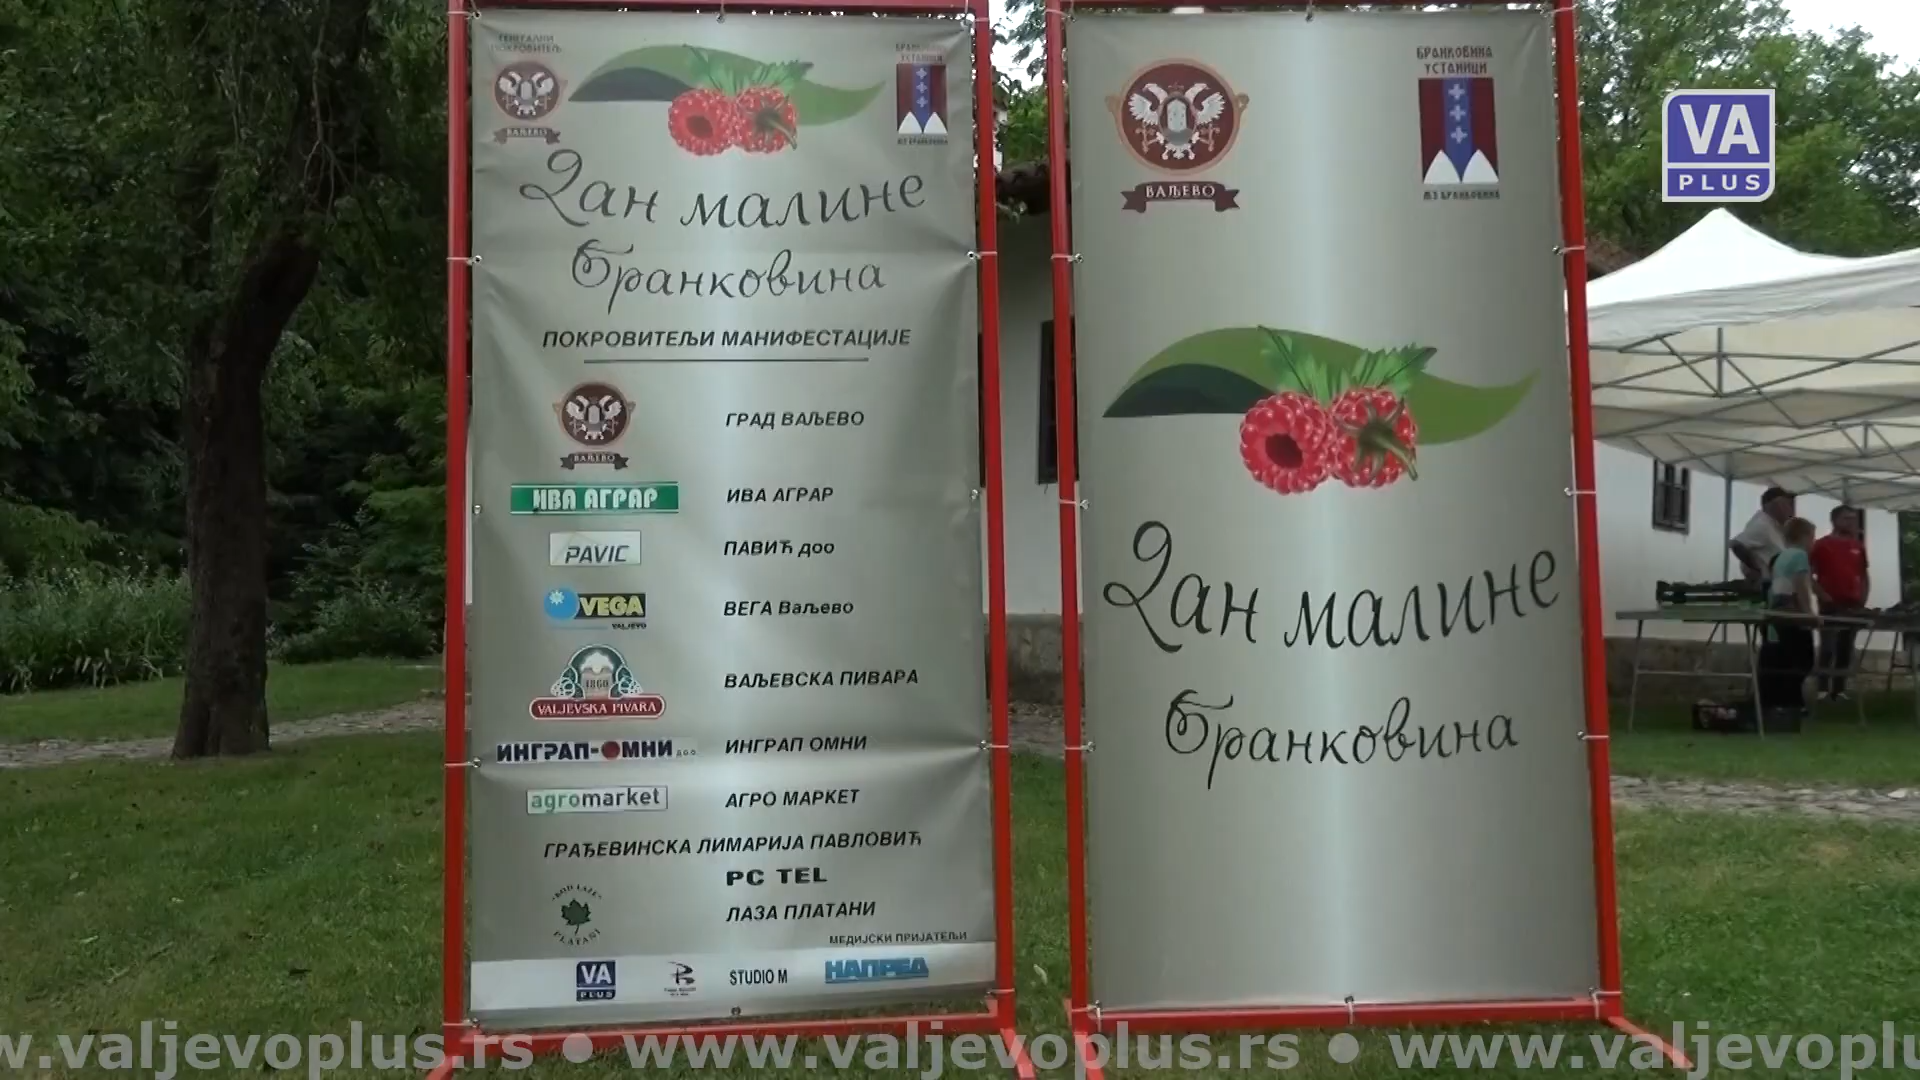 ГЕНЕРАЛНИ
ПОКРОВИТЕЉ
ВАЉЕВО
БРАНКОВИНА
УСТАНИЦИ
Дан малине
Бранковина
ПОКРОВИТЕЉИ МАНИФЕСТАЦИЈЕ
ВАЉЕВО
ГРАД ВАЉЕВО
ИВА АГРАР
ИВА АГРАР
PAVIC
ПАВИЋ доо
VEGA
VALJEVO
ВЕГА Ваљево
1860
VALJEVSKA PIVARA
ВАЉЕВСКА ПИВАРА
ИНГРАП-ОМНИ д.о.о.
ИНГРАП ОМНИ
agromarket
АГРО МАРКЕТ
ГРАЂЕВИНСКА ЛИМАРИЈА ПАВЛОВИЋ
PC TEL
"KOD LAZE"
PLATANI
ЛАЗА ПЛАТАНИ
МЕДИЈСКИ ПРИЈАТЕЉИ
VA
PLUS
STUDIO M
НАПРЕД
ВАЉЕВО
БРАНКОВИНА
УСТАНИЦИ
МЗ БРАНКОВИНА
Дан малине
Бранковина
VA
PLUS
w.valjevoplus.rs • www.valjevoplus.rs • www.valjevoplu